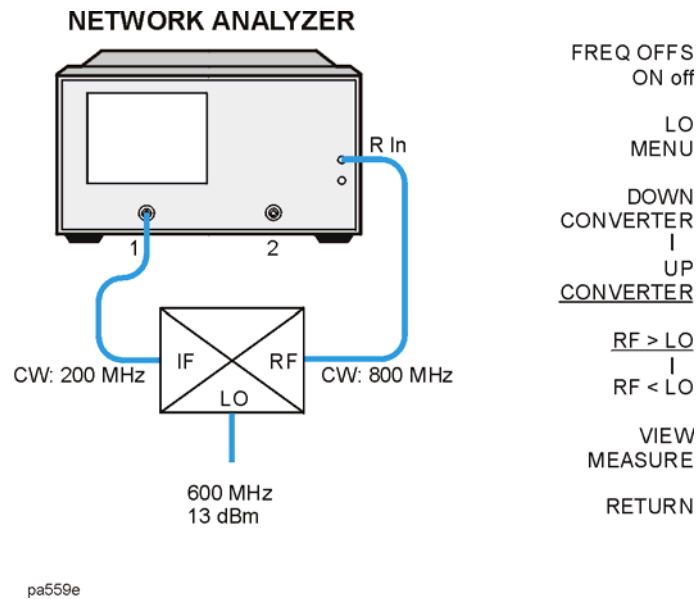 NETWORK ANALYZER
R In
1
2
IF
RF
LO
CW: 200 MHz
CW: 800 MHz
600 MHz
13 dBm
FREQ OFFS
ON off
LO
MENU
DOWN
CONVERTER
UP
CONVERTER
RF > LO
RF < LO
VIEW
MEASURE
RETURN
pa559e